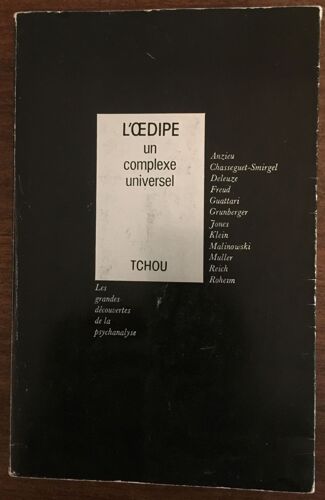 L'ŒDIPE
un
complexe
universel
TCHOU
Anzieu
Chasseguet-Smirgel
Deleuze
Freud
Guattari
Grunberger
Jones
Klein
Malinowski
Muller
Reich
Roheim
Les
grandes
découvertes
de la
psychanalyse